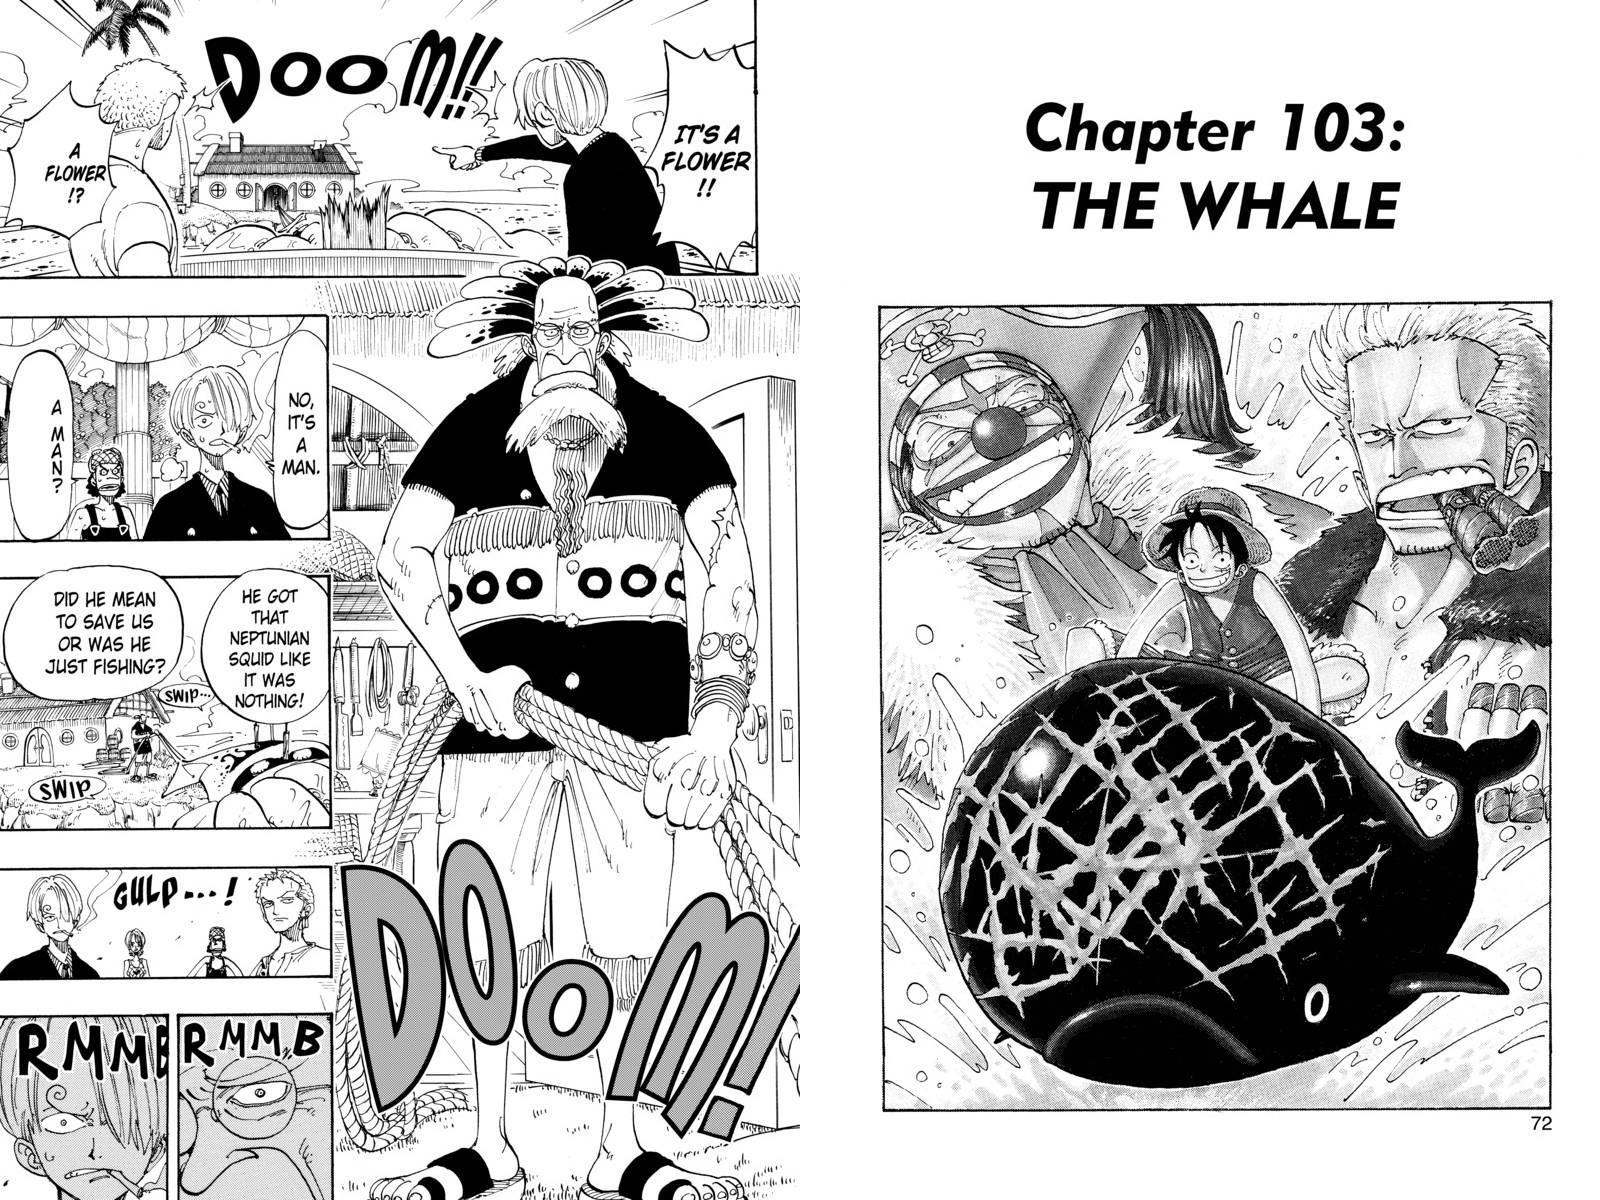 Chapter 103:
THE WHALE
72
IT'S A
FLOWER
!!
DOOM!!
A
FLOWER
!?
NO,
IT'S A
MAN.
A
MAN?
HE GOT
THAT
NEPTUNIAN
SQUID LIKE
IT WAS
NOTHING!
DID HE MEAN
TO SAVE US
OR WAS HE
JUST FISHING?
SWIP...
SWIP
DOOOM!!
GULP...!
RMMB
RMMB